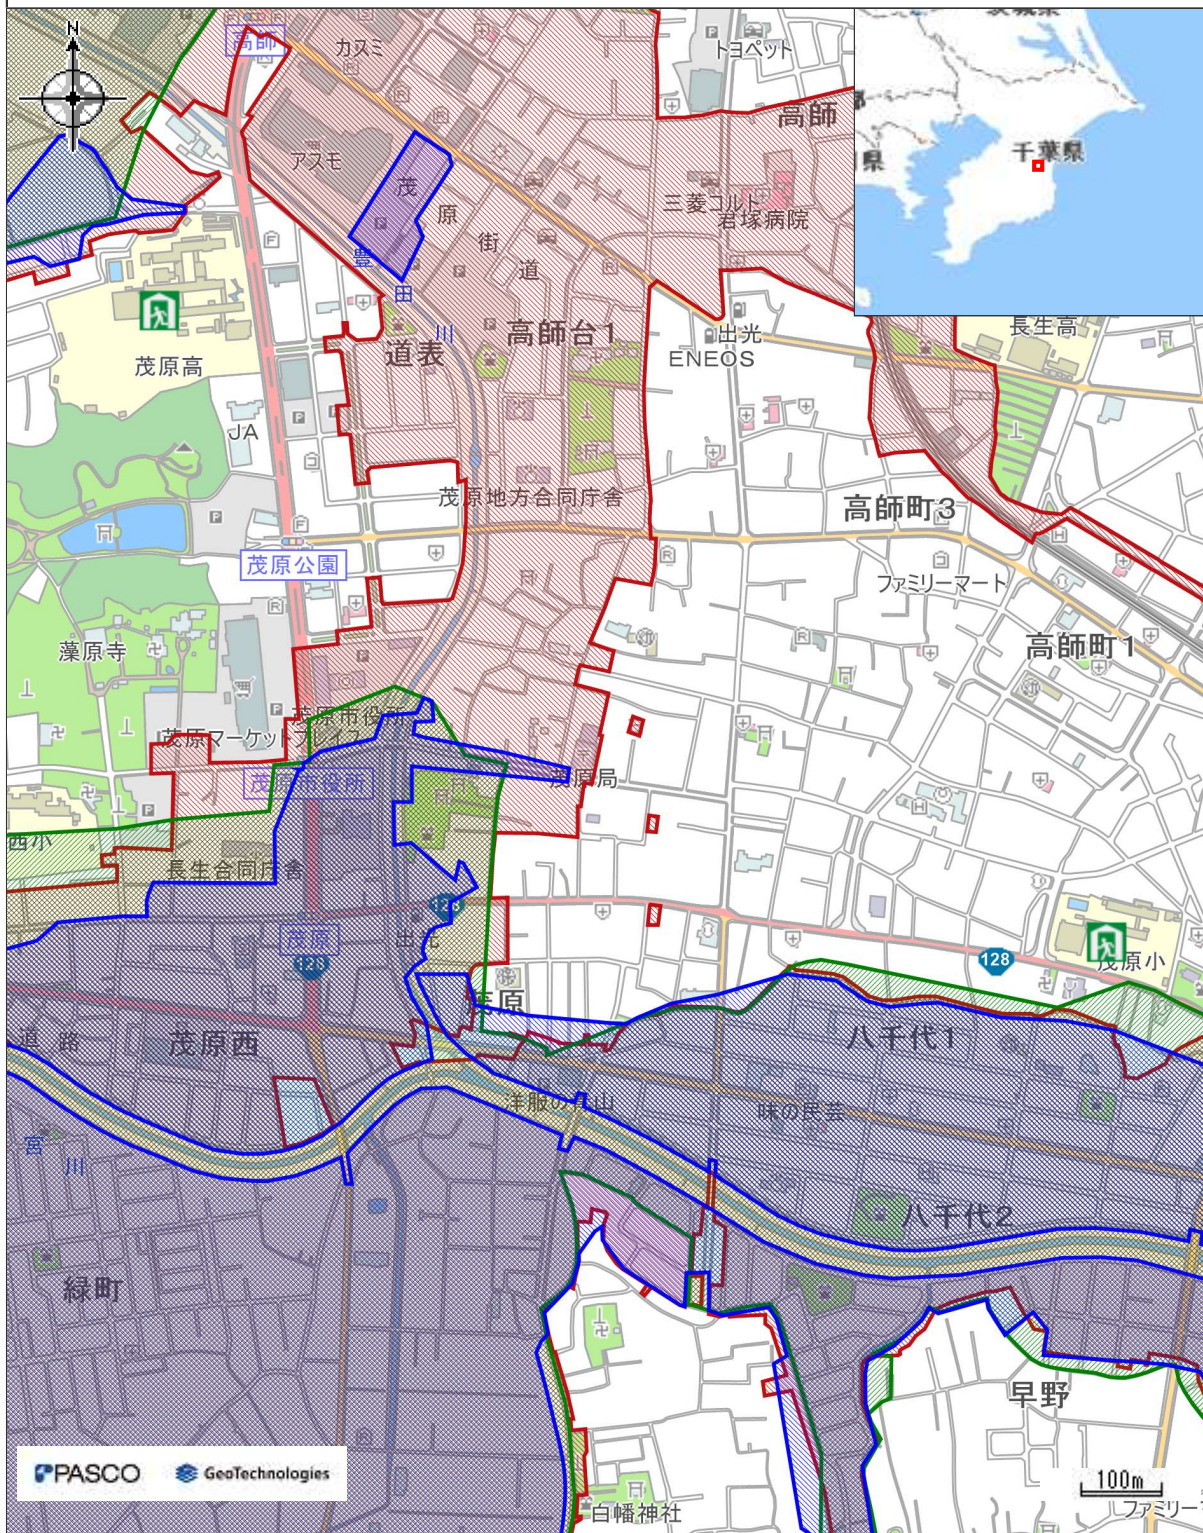 N
高師
カスミ
トヨペット
高師
千葉県
アスモ
茂
原
街
道
三菱コルト
君塚病院
豊
田
川
茂原高
道表
高師台1
出光
ENEOS
長生高
JA
茂原地方合同庁舎
高師町3
茂原公園
ファミリーマート
藻原寺
高師町1
茂原市役所
茂原マーケットプレイス
茂原市役所
茂原局
西小
長生合同庁舎
128
茂原
出光
128
128
茂原小
茂原
道路
茂原西
八千代1
洋服の青山
味の民芸
宮
川
八千代2
緑町
早野
PASCO
GeoTechnologies
100m
白幡神社
ファミリー